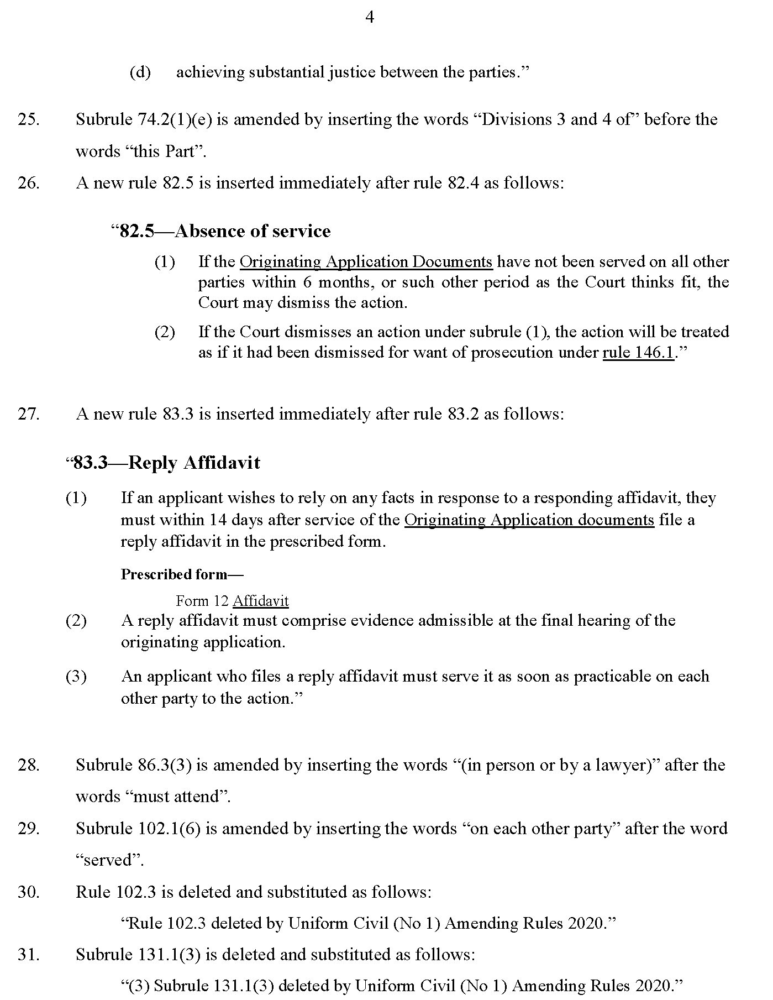 4
(d) achieving substantial justice between the parties.”
25. Subrule 74.2(1)(e) is amended by inserting the words “Divisions 3 and 4 of” before the
words “this Part”.
26. A new rule 82.5 is inserted immediately after rule 82.4 as follows:
“82.5—Absence of service
(1) If the Originating Application Documents have not been served on all other
parties within 6 months, or such other period as the Court thinks fit, the
Court may dismiss the action.
(2) If the Court dismisses an action under subrule (1), the action will be treated
as if it had been dismissed for want of prosecution under rule 146.1.”
27. A new rule 83.3 is inserted immediately after rule 83.2 as follows:
“83.3—Reply Affidavit
(1) If an applicant wishes to rely on any facts in response to a responding affidavit, they
must within 14 days after service of the Originating Application documents file a
reply affidavit in the prescribed form.
Prescribed form—
Form 12 Affidavit
(2) A reply affidavit must comprise evidence admissible at the final hearing of the
originating application.
(3) An applicant who files a reply affidavit must serve it as soon as practicable on each
other party to the action.”
28. Subrule 86.3(3) is amended by inserting the words “(in person or by a lawyer)” after the
words “must attend”.
29. Subrule 102.1(6) is amended by inserting the words “on each other party” after the word
“served”.
30. Rule 102.3 is deleted and substituted as follows:
“Rule 102.3 deleted by Uniform Civil (No 1) Amending Rules 2020.”
31. Subrule 131.1(3) is deleted and substituted as follows:
“(3) Subrule 131.1(3) deleted by Uniform Civil (No 1) Amending Rules 2020.”